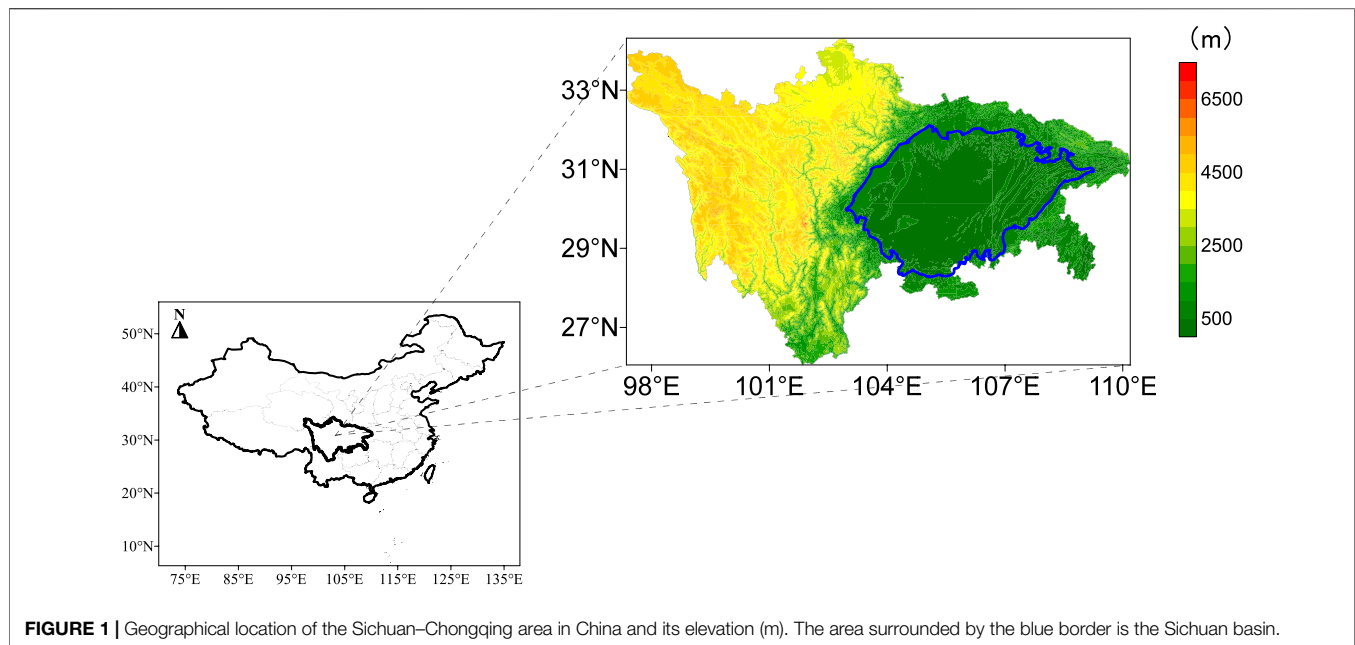 (m)
33°N
31°N
29°N
27°N
98°E 101°E 104°E 107°E 110°E
6500
4500
2500
500
N
50°N
40°N
30°N
20°N
10°N
75°E 85°E 95°E 105°E 115°E 125°E 135°E
FIGURE 1 | Geographical location of the Sichuan–Chongqing area in China and its elevation (m). The area surrounded by the blue border is the Sichuan basin.